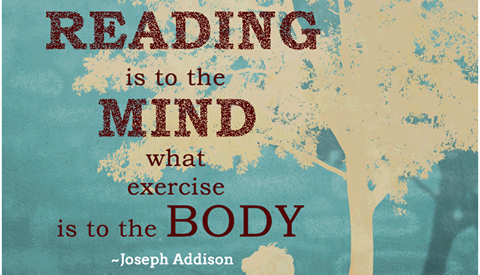 READING
is to the
MIND
what
exercise
is to the BODY
~Joseph Addison